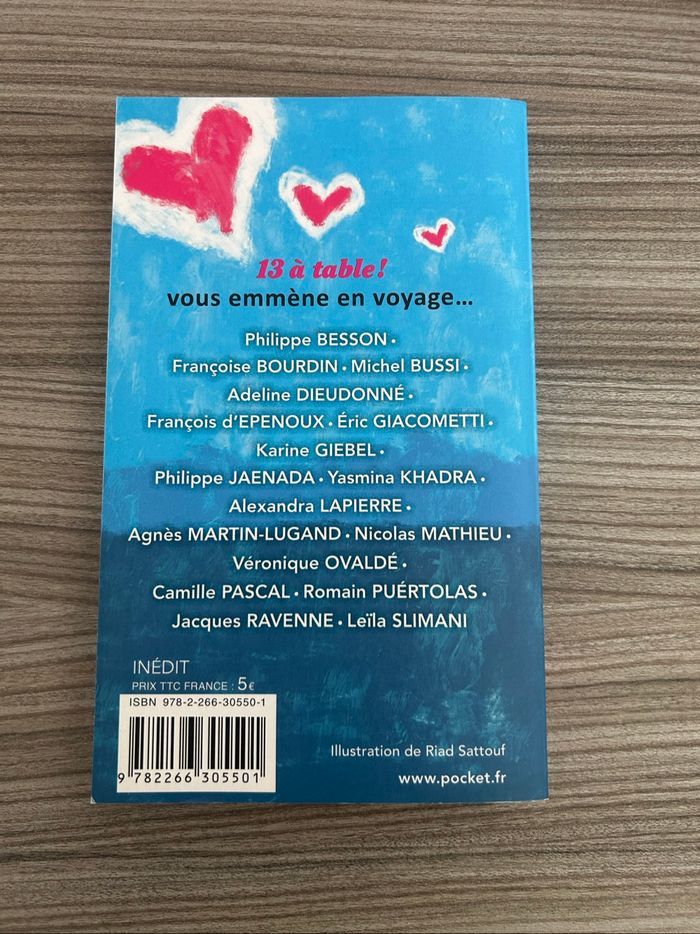 13 à table!
vous emmène en voyage...
Philippe BESSON •
Françoise BOURDIN • Michel BUSSI •
Adeline DIEUDONNÉ •
François d'EPENOUX • Éric GIACOMETTI •
Karine GIEBEL •
Philippe JAENADA • Yasmina KHADRA •
Alexandra LAPIERRE •
Agnès MARTIN-LUGAND • Nicolas MATHIEU •
Véronique OVALDÉ •
Camille PASCAL • Romain PUÉRTOLAS •
Jacques RAVENNE • Leïla SLIMANI
INÉDIT
PRIX TTC FRANCE : 5 €
ISBN 978-2-266-30550-1
9 782266 305501
Illustration de Riad Sattouf
www.pocket.fr